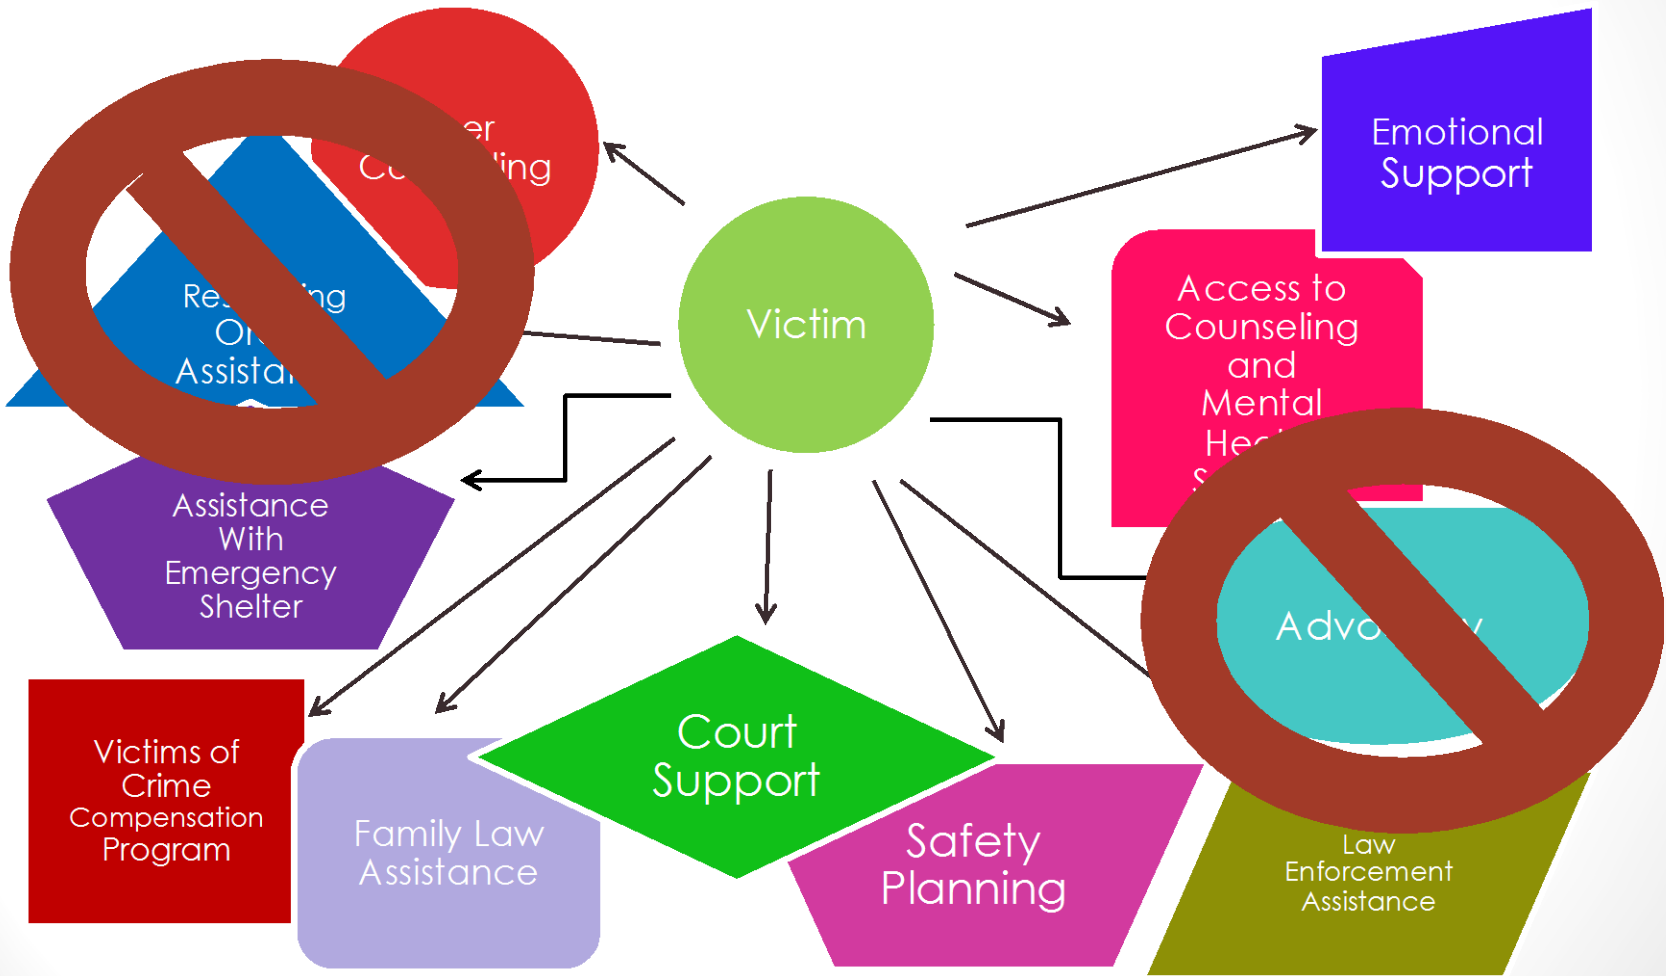 Emotional
Support
Victim
Access to
Counseling
and
Mental
Assistance
With
Emergency
Shelter
Victims of
Crime
Compensation
Program
Family Law
Assistance
Court
Support
Safety
Planning
Law
Enforcement
Assistance